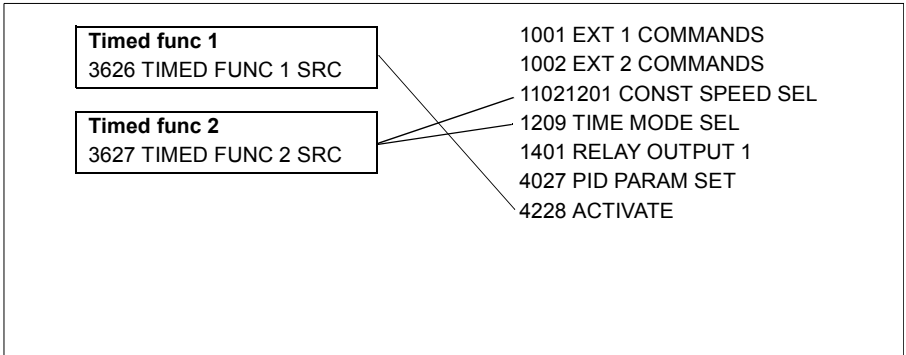 Timed func 1
3626 TIMED FUNC 1 SRC
Timed func 2
3627 TIMED FUNC 2 SRC
1001 EXT 1 COMMANDS
1002 EXT 2 COMMANDS
11021201 CONST SPEED SEL
1209 TIME MODE SEL
1401 RELAY OUTPUT 1
4027 PID PARAM SET
4228 ACTIVATE